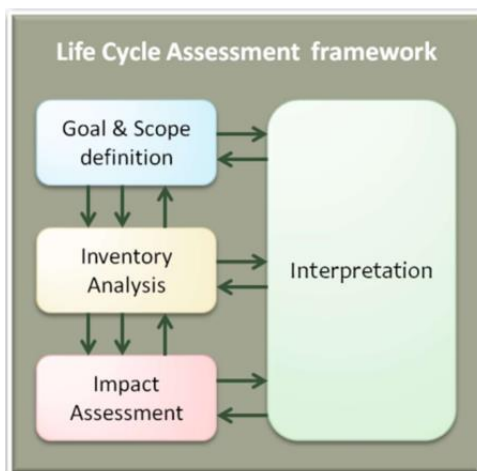 Life Cycle Assessment framework
Goal & Scope
definition
Inventory
Analysis
Impact
Assessment
Interpretation